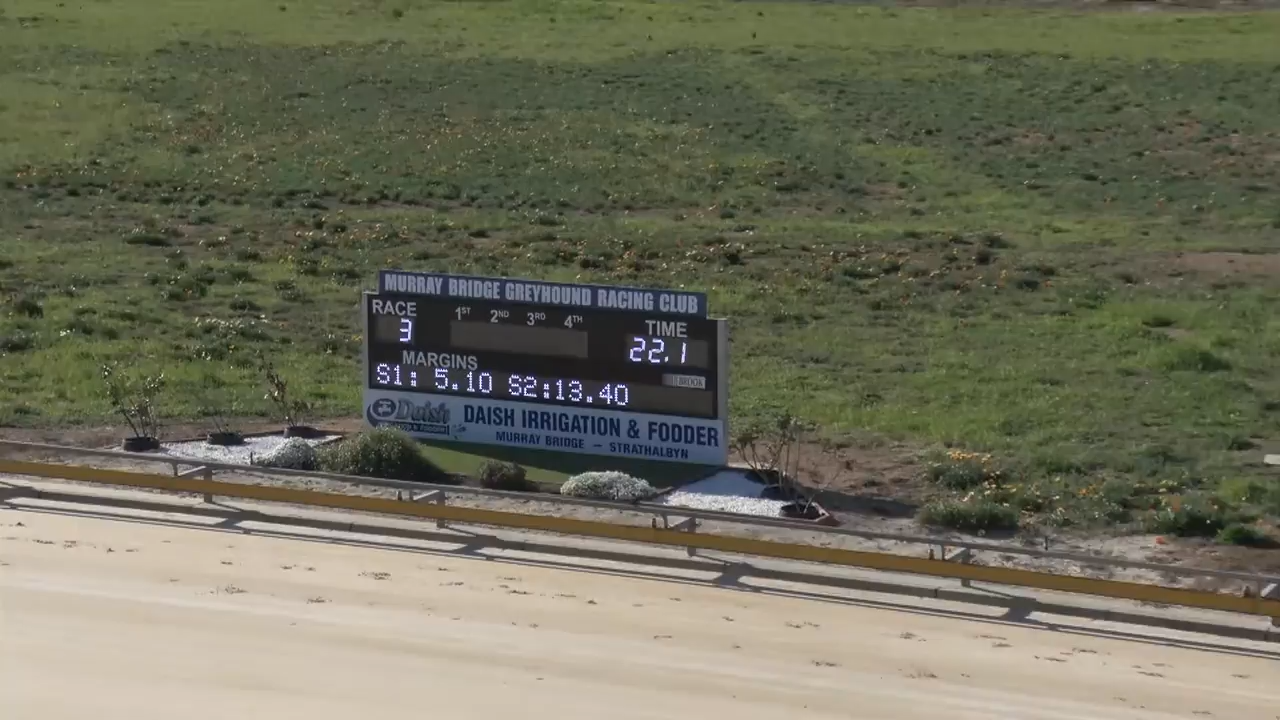 MURRAY BRIDGE GREYHOUND RACING CLUB
RACE 1ST 2ND 3RD 4TH TIME
3 22.1
MARGINS
S1: 5.10 S2:13.40
BROOK
Daish DAISH IRRIGATION & FODDER
MURRAY BRIDGE – STRATHALBYN